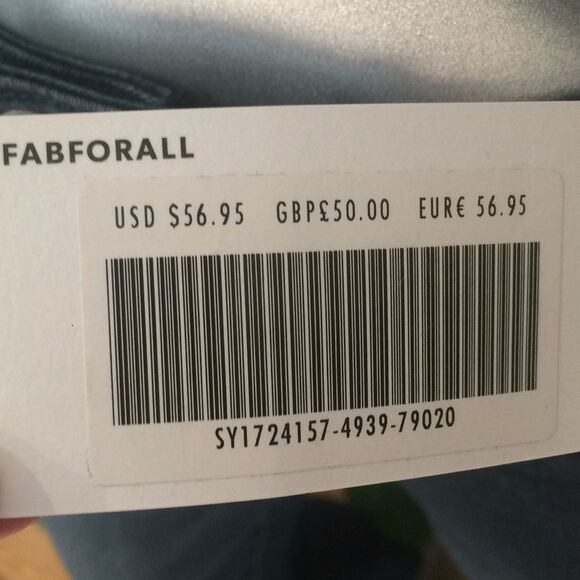 FABFORALL
USD $56.95 GBP£50.00 EUR€ 56.95
SY1724157-4939-79020